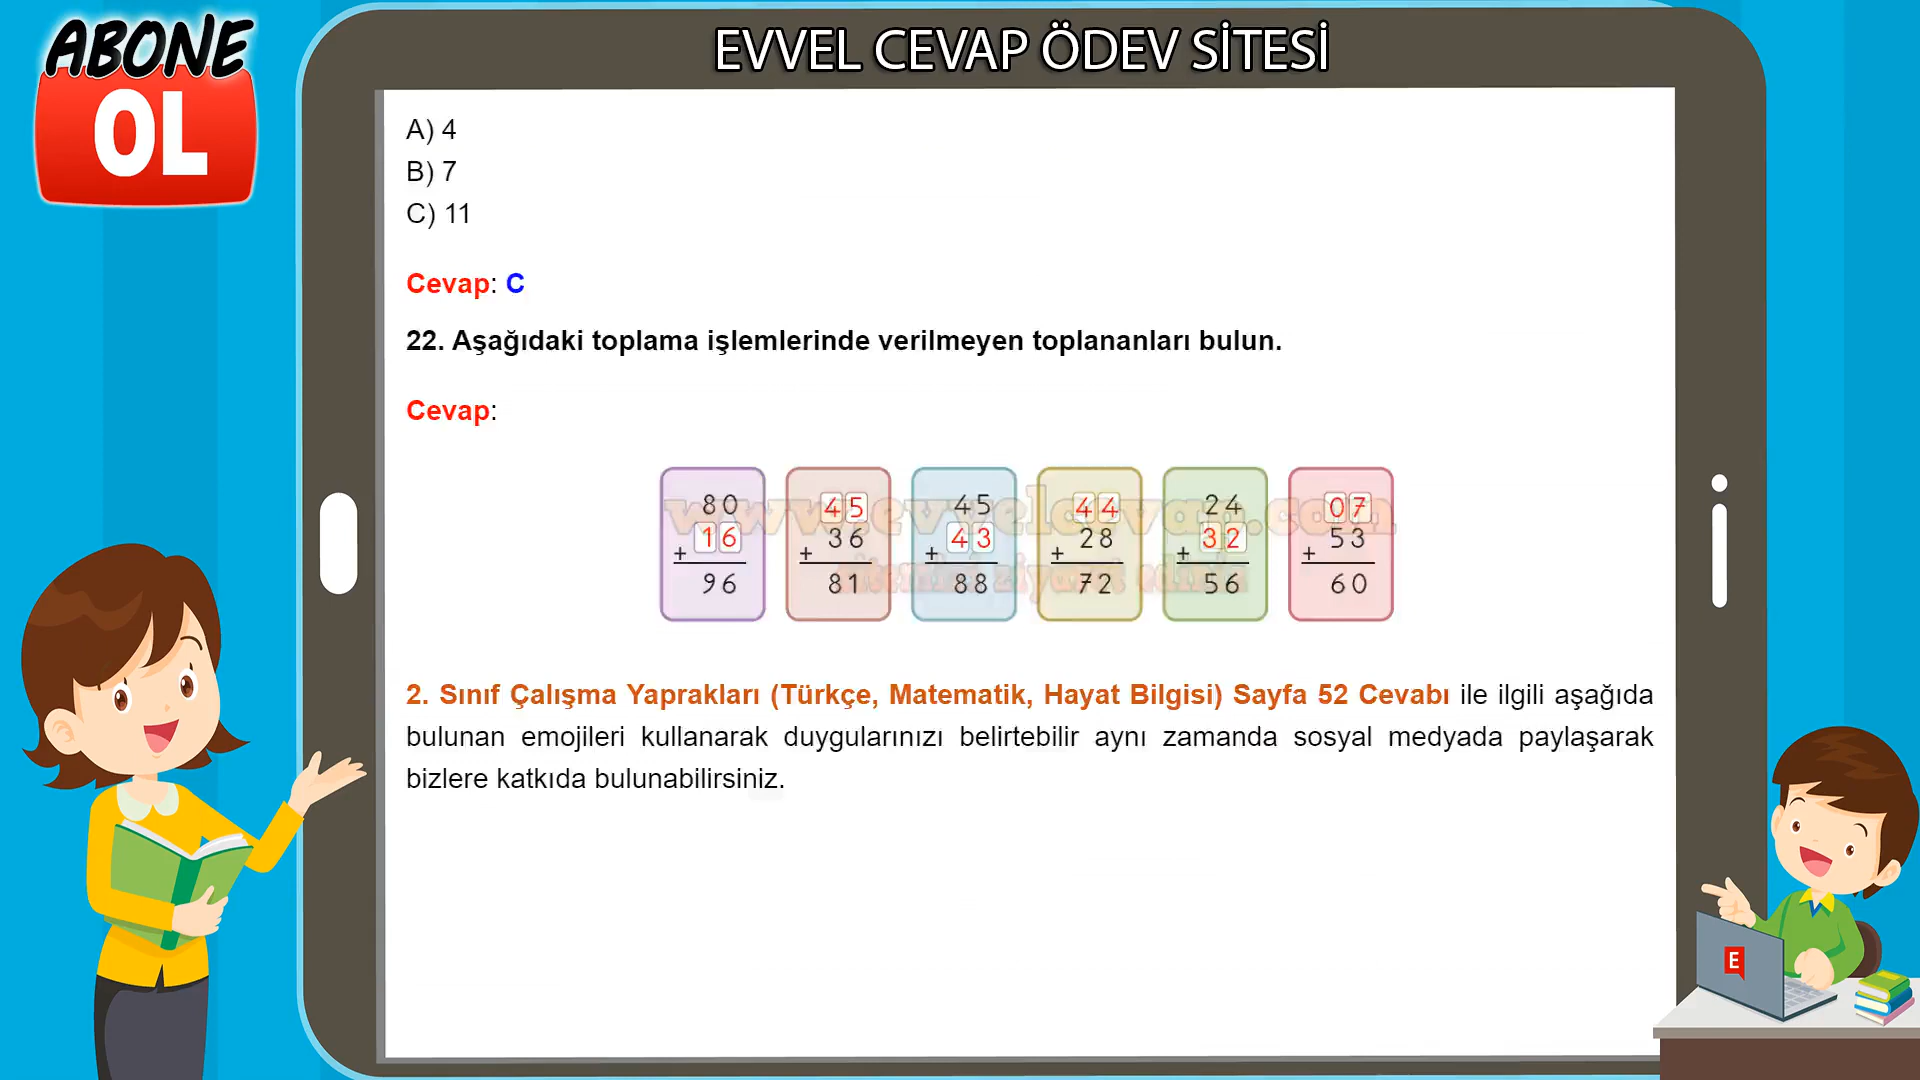 ABONE
OL
EVVEL CEVAP ÖDEV SİTESİ
A) 4
B) 7
C) 11
Cevap: C
22. Aşağıdaki toplama işlemlerinde verilmeyen toplananları bulun.
Cevap:
80 45 45 44 24 07
+ 16 + 36 + 43 + 28 + 32 + 53
96 81 88 72 56 60
2. Sınıf Çalışma Yaprakları (Türkçe, Matematik, Hayat Bilgisi) Sayfa 52 Cevabı ile ilgili aşağıda
bulunan emojileri kullanarak duygularınızı belirtebilir aynı zamanda sosyal medyada paylaşarak
bizlere katkıda bulunabilirsiniz.
E